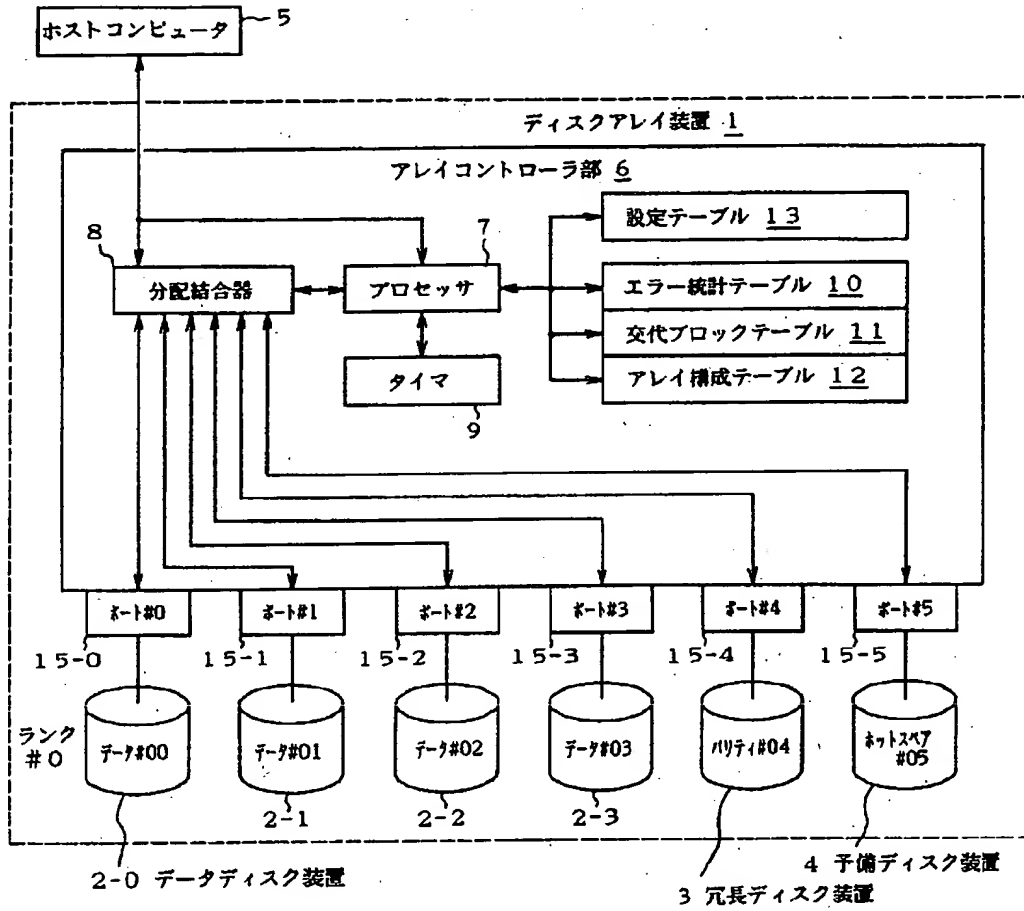 ホストコンピュータ
5
ディスクアレイ装置 1
アレイコントローラ部 6
設定テーブル 13
8
7
分配結合器
プロセッサ
エラー統計テーブル 10
交代ブロックテーブル 11
タイマ
アレイ構成テーブル 12
9
ポート#0
ポート#1
ポート#2
ポート#3
ポート#4
ポート#5
15-0
15-1
15-2
15-3
15-4
15-5
ランク
#0
データ#00
データ#01
データ#02
データ#03
パリティ#04
ホットスペア
#05
2-1
2-2
2-3
2-0 データディスク装置
3 冗長ディスク装置
4 予備ディスク装置